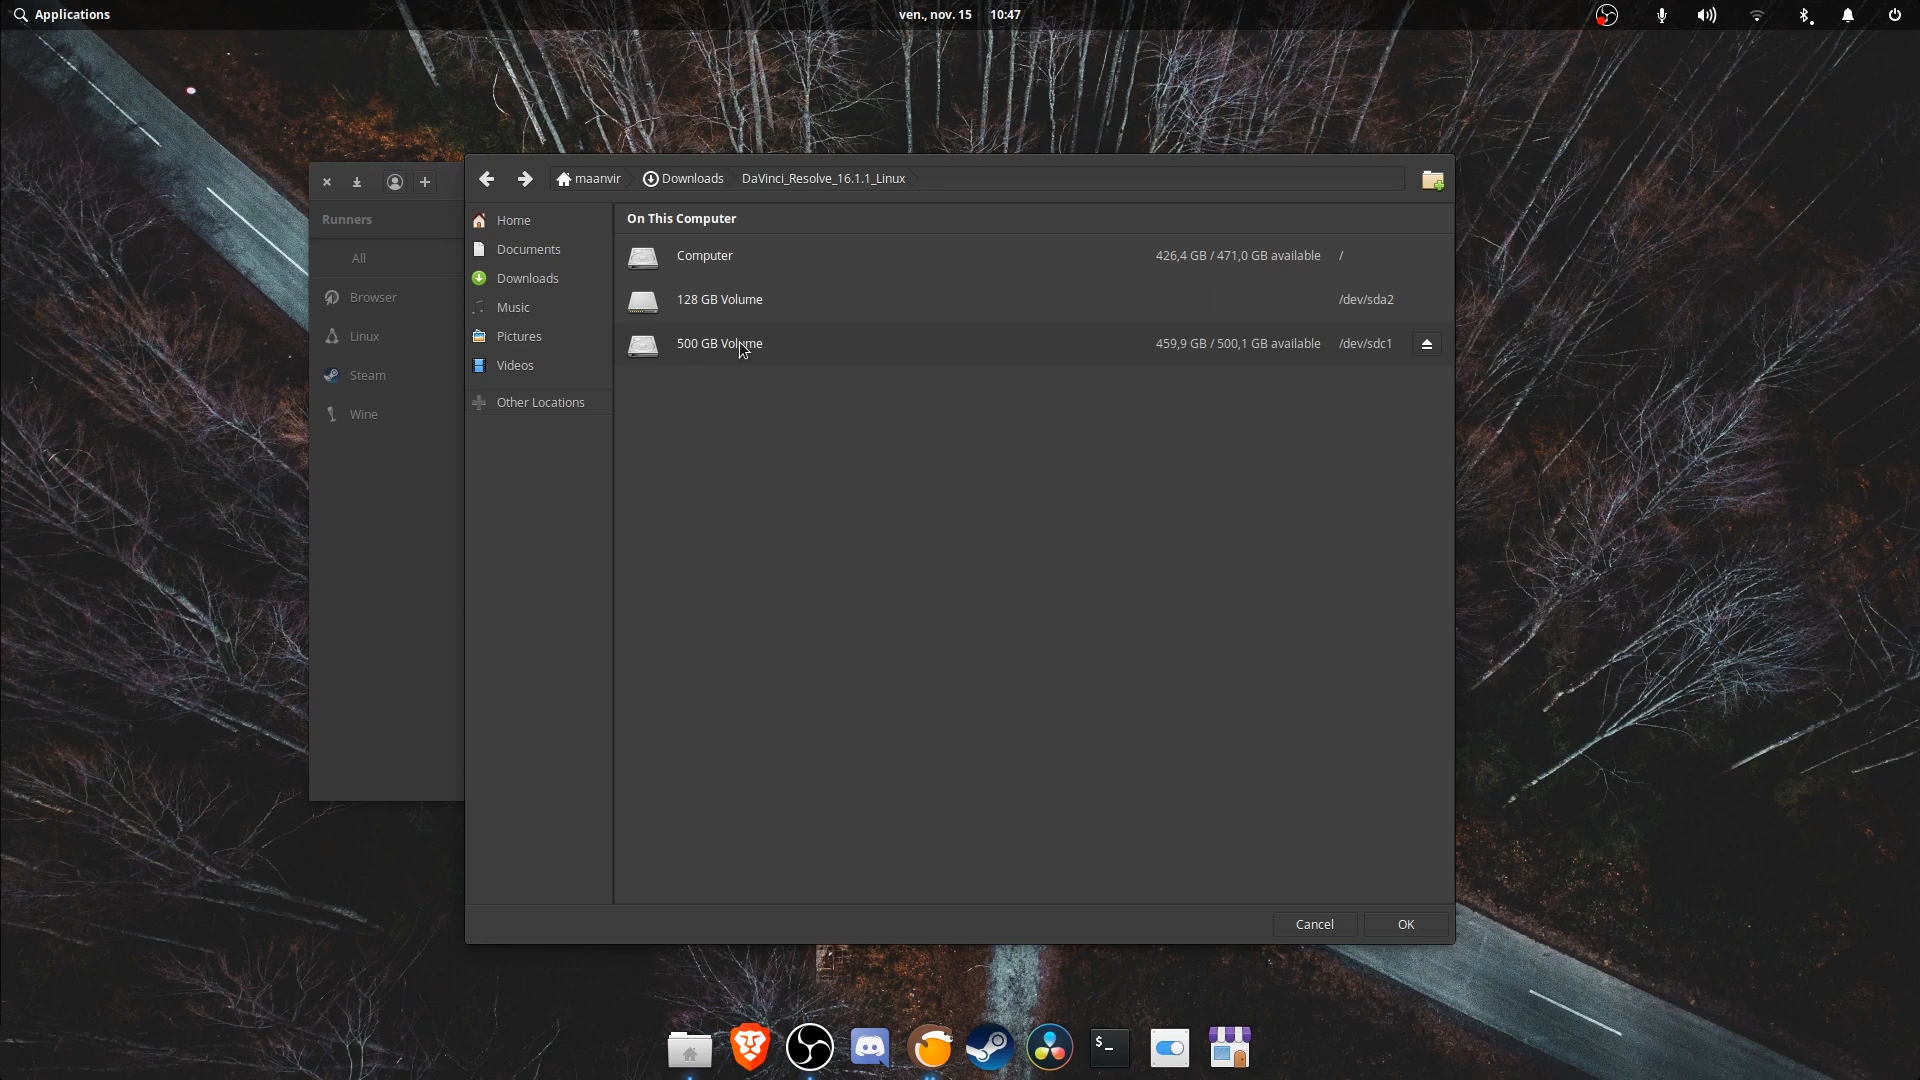 Applications
ven., nov. 15 10:47
maanvir Downloads DaVinci_Resolve_16.1.1_Linux
Runners
All
Browser
Linux
Steam
Wine
Home
Documents
Downloads
Music
Pictures
Videos
Other Locations
On This Computer
Computer 426,4 GB / 471,0 GB available /
128 GB Volume /dev/sda2
500 GB Volume 459,9 GB / 500,1 GB available /dev/sdc1
Cancel OK
$_